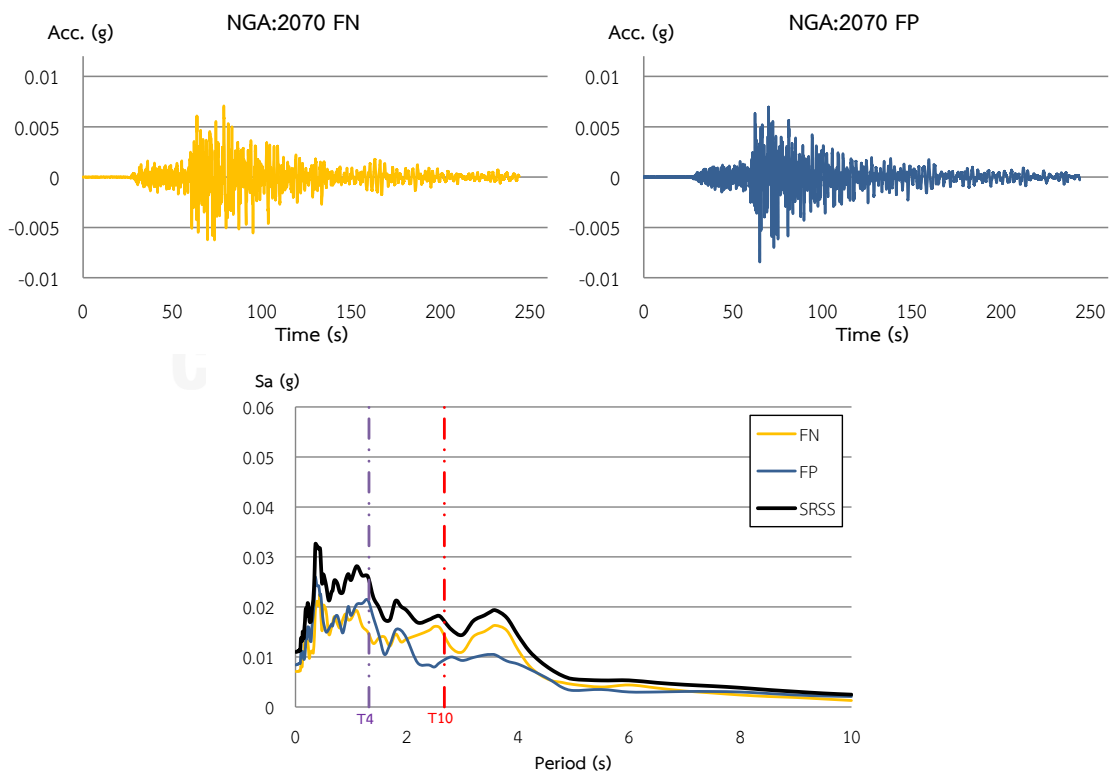 NGA:2070 FN
Acc. (g)
0.01
0.005
0
-0.005
-0.01
0 50 100 150 200 250
Time (s)
NGA:2070 FP
Acc. (g)
0.01
0.005
0
-0.005
-0.01
0 50 100 150 200 250
Time (s)
Sa (g)
0.06
0.05
0.04
0.03
0.02
0.01
0
FN
FP
SRSS
T4 T10
0 2 4 6 8 10
Period (s)